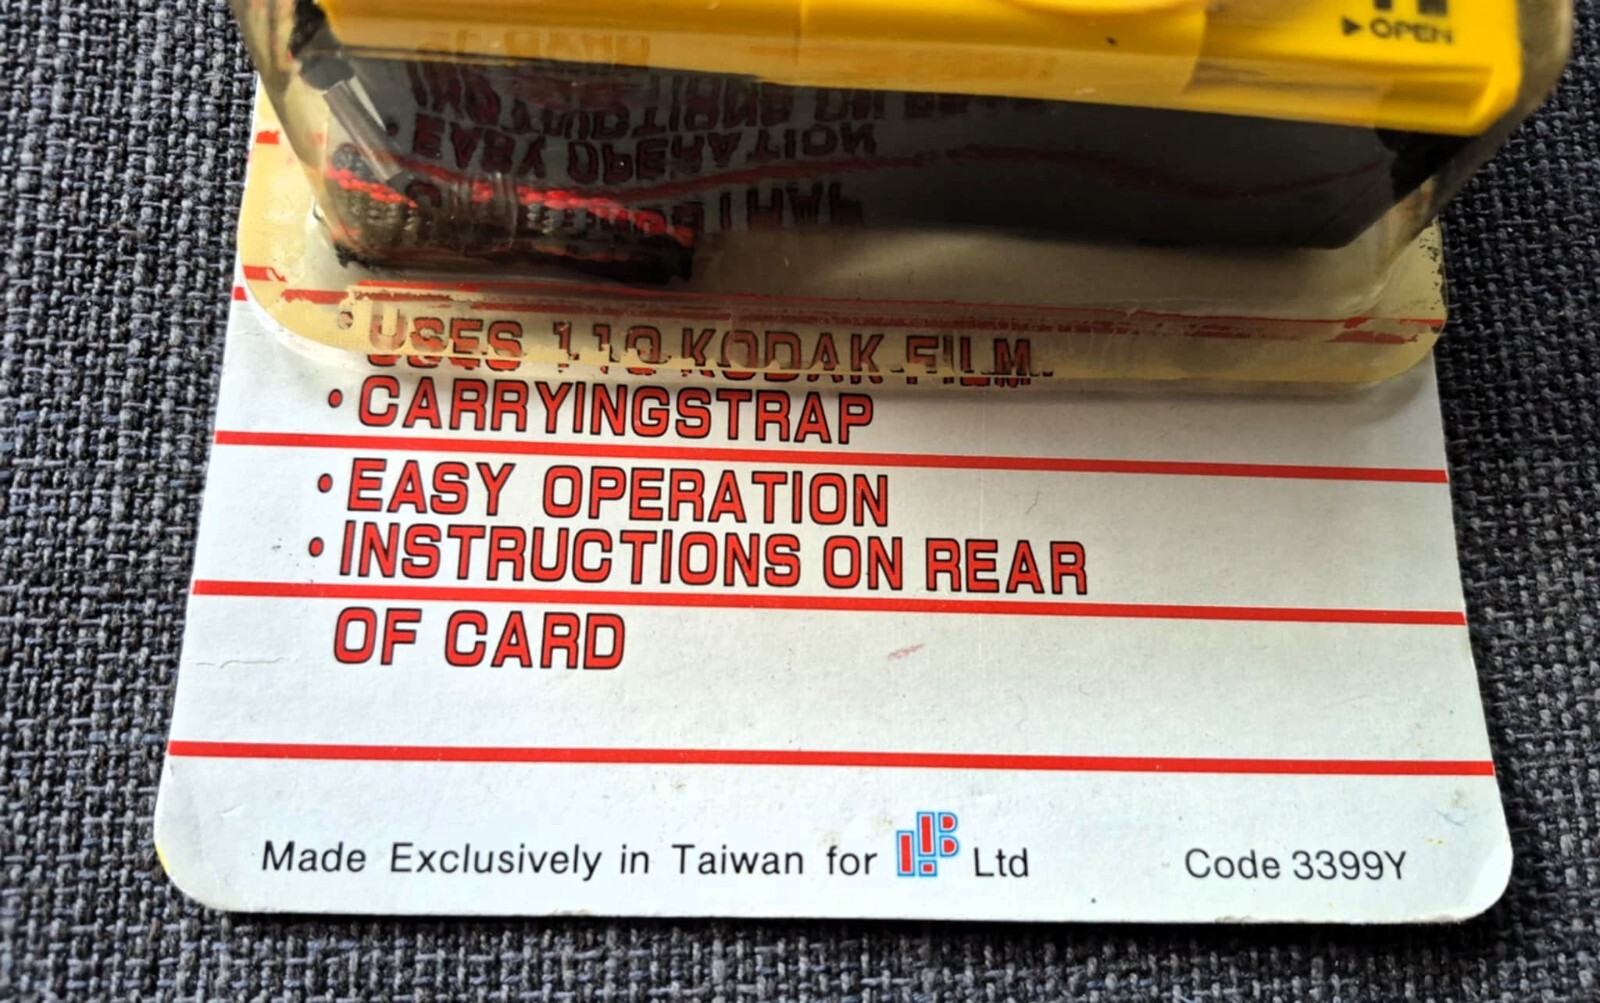 ▶OPEN
• USES 110 KODAK FILM
• CARRYINGSTRAP
• EASY OPERATION
• INSTRUCTIONS ON REAR
OF CARD
Made Exclusively in Taiwan for Ltd
Code 3399Y